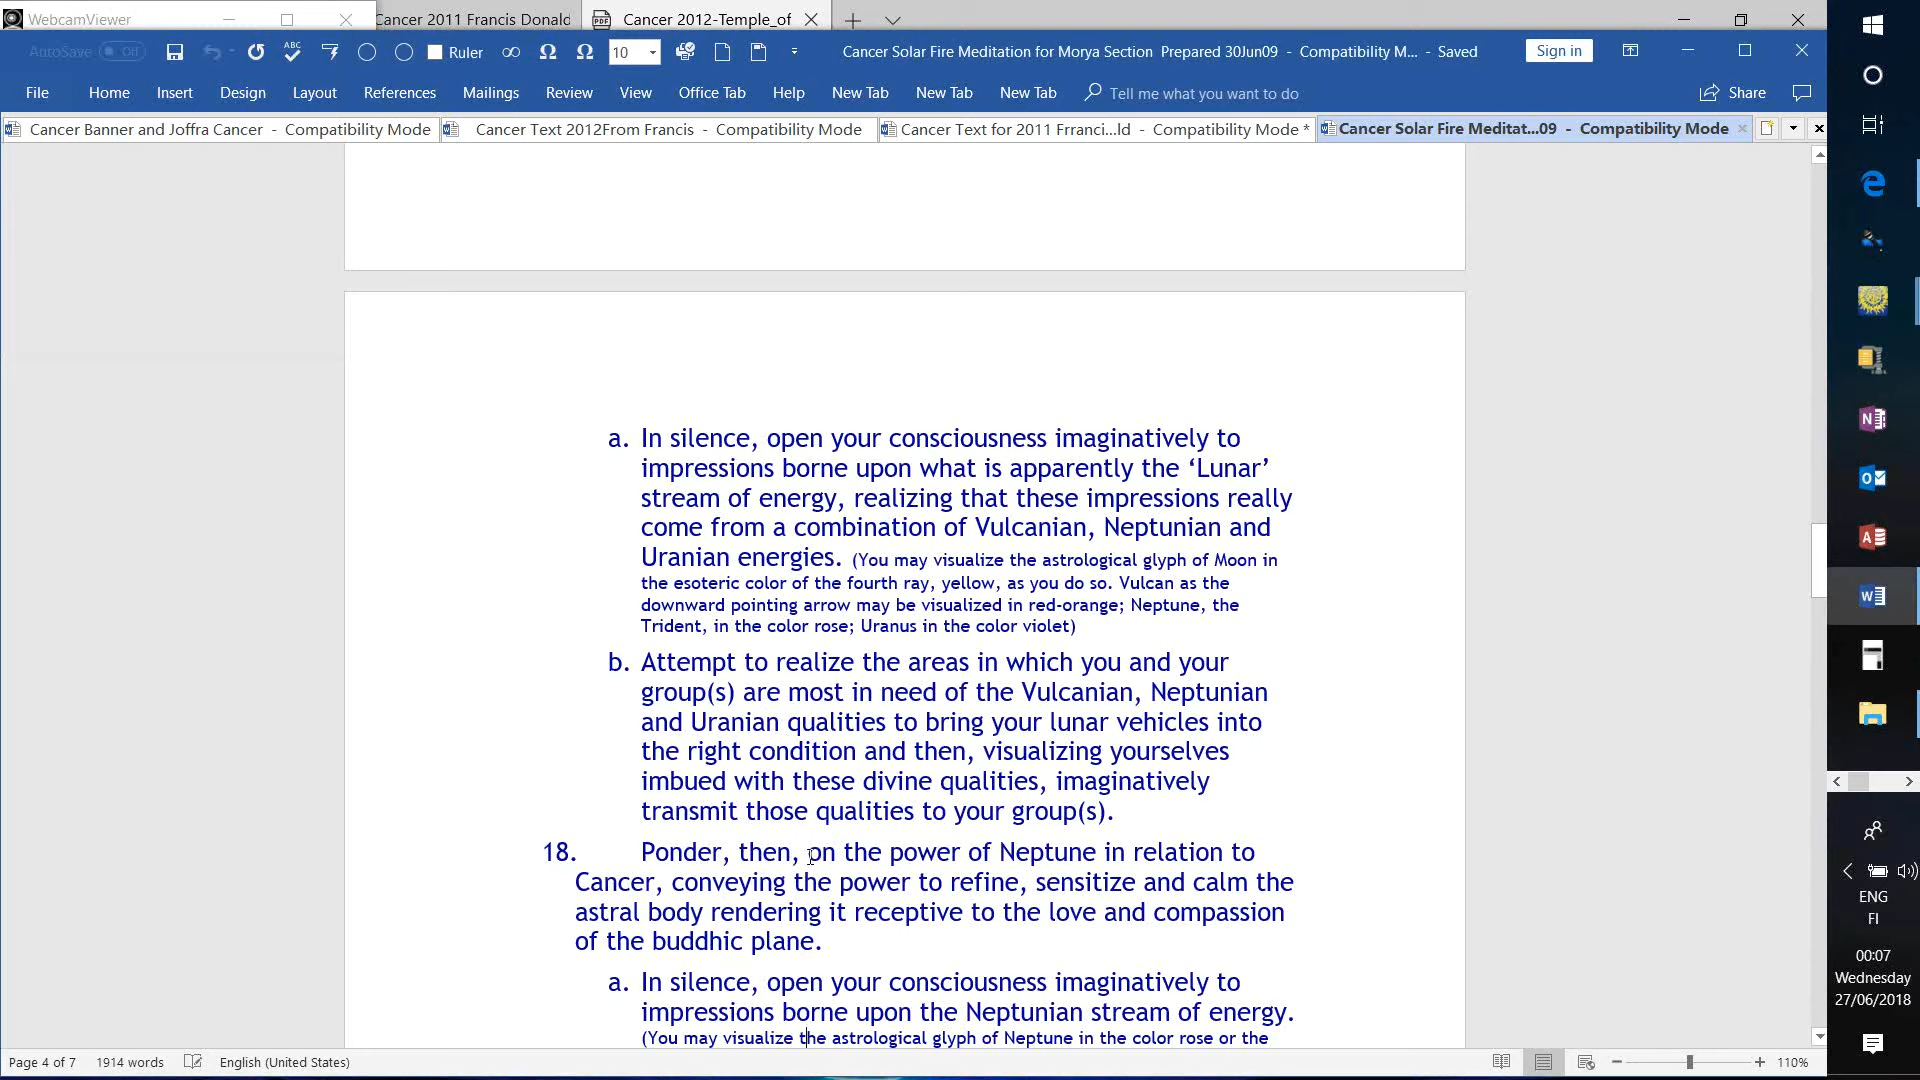 WebcamViewer
Cancer 2011 Francis Donald
Cancer 2012-Temple_of
AutoSave Off
ABC
Ruler
10
Cancer Solar Fire Meditation for Morya Section Prepared 30Jun09 - Compatibility M... - Saved
Sign in
File Home Insert Design Layout References Mailings Review View Office Tab Help New Tab New Tab New Tab Tell me what you want to do Share
Cancer Banner and Joffra Cancer - Compatibility Mode
Cancer Text 2012From Francis - Compatibility Mode
Cancer Text for 2011 Frranci...ld - Compatibility Mode *
Cancer Solar Fire Meditat...09 - Compatibility Mode
a. In silence, open your consciousness imaginatively to
impressions borne upon what is apparently the ‘Lunar’
stream of energy, realizing that these impressions really
come from a combination of Vulcanian, Neptunian and
Uranian energies. (You may visualize the astrological glyph of Moon in
the esoteric color of the fourth ray, yellow, as you do so. Vulcan as the
downward pointing arrow may be visualized in red-orange; Neptune, the
Trident, in the color rose; Uranus in the color violet)
b. Attempt to realize the areas in which you and your
group(s) are most in need of the Vulcanian, Neptunian
and Uranian qualities to bring your lunar vehicles into
the right condition and then, visualizing yourselves
imbued with these divine qualities, imaginatively
transmit those qualities to your group(s).
18. Ponder, then, on the power of Neptune in relation to
Cancer, conveying the power to refine, sensitize and calm the
astral body rendering it receptive to the love and compassion
of the buddhic plane.
a. In silence, open your consciousness imaginatively to
impressions borne upon the Neptunian stream of energy.
(You may visualize the astrological glyph of Neptune in the color rose or the
Page 4 of 7 1914 words English (United States) 110%
ENG
FI
00:07
Wednesday
27/06/2018